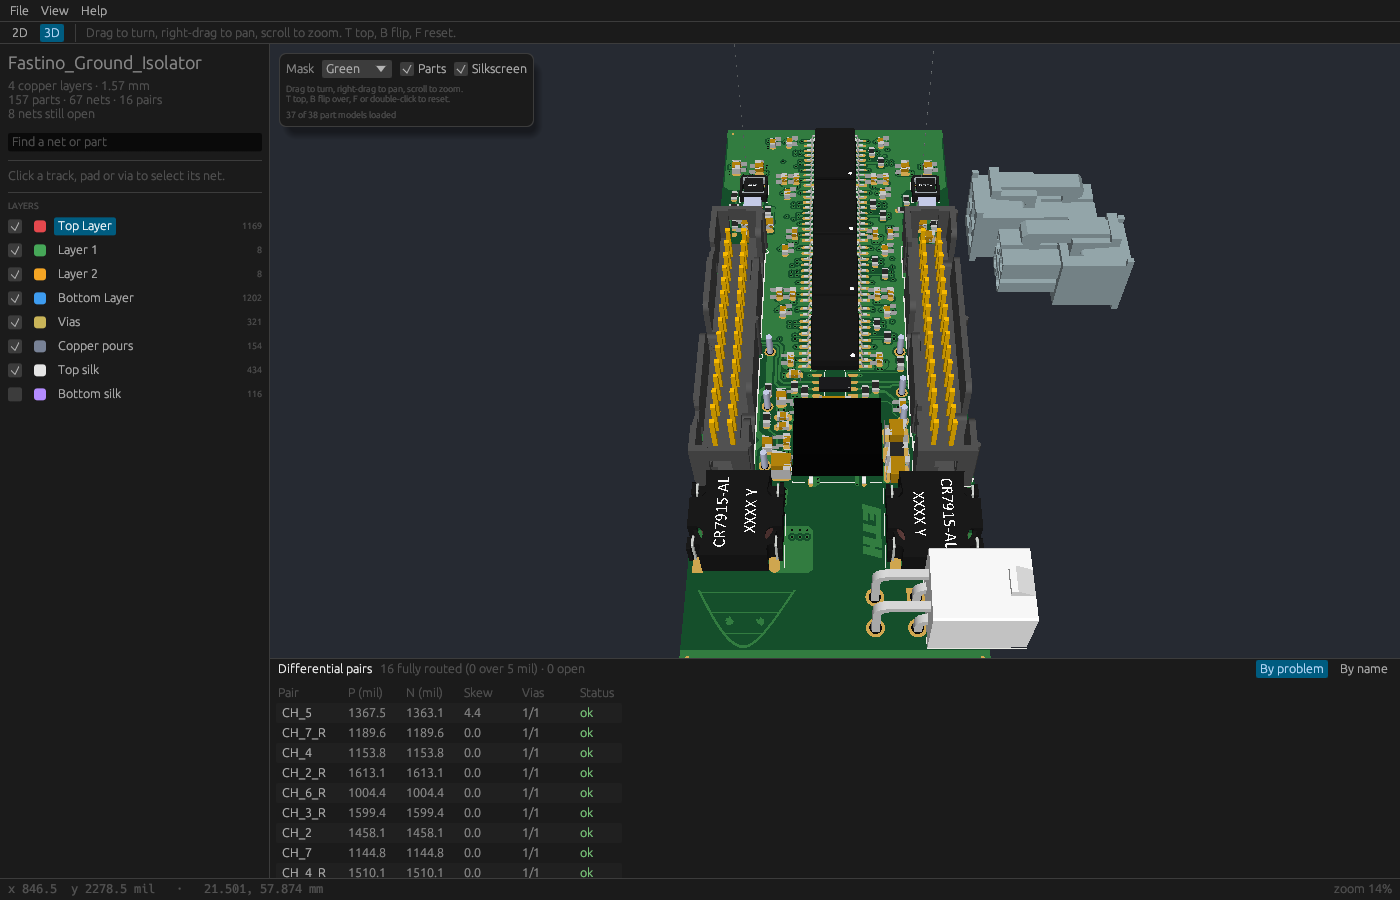 File View Help
2D 3D Drag to turn, right-drag to pan, scroll to zoom. T top, B flip, F reset.
Fastino_Ground_Isolator
4 copper layers · 1.57 mm
157 parts · 67 nets · 16 pairs
8 nets still open
Find a net or part
Click a track, pad or via to select its net.
LAYERS
Top Layer 1169
Layer 1 8
Layer 2 8
Bottom Layer 1202
Vias 321
Copper pours 154
Top silk 434
Bottom silk 116
Mask Green Parts Silkscreen
Drag to turn, right-drag to pan, scroll to zoom.
T top, B flip over, F or double-click to reset.
37 of 38 part models loaded
CR7915-AL
XXXX Y
CR7915-AL
XXXX Y
ETH
Differential pairs 16 fully routed (0 over 5 mil) · 0 open By problem By name
Pair P (mil) N (mil) Skew Vias Status
CH_5 1367.5 1363.1 4.4 1/1 ok
CH_7_R 1189.6 1189.6 0.0 1/1 ok
CH_4 1153.8 1153.8 0.0 1/1 ok
CH_2_R 1613.1 1613.1 0.0 1/1 ok
CH_6_R 1004.4 1004.4 0.0 1/1 ok
CH_3_R 1599.4 1599.4 0.0 1/1 ok
CH_2 1458.1 1458.1 0.0 1/1 ok
CH_7 1144.8 1144.8 0.0 1/1 ok
CH_4_R 1510.1 1510.1 0.0 1/1 ok
x 846.5 y 2278.5 mil · 21.501, 57.874 mm zoom 14%